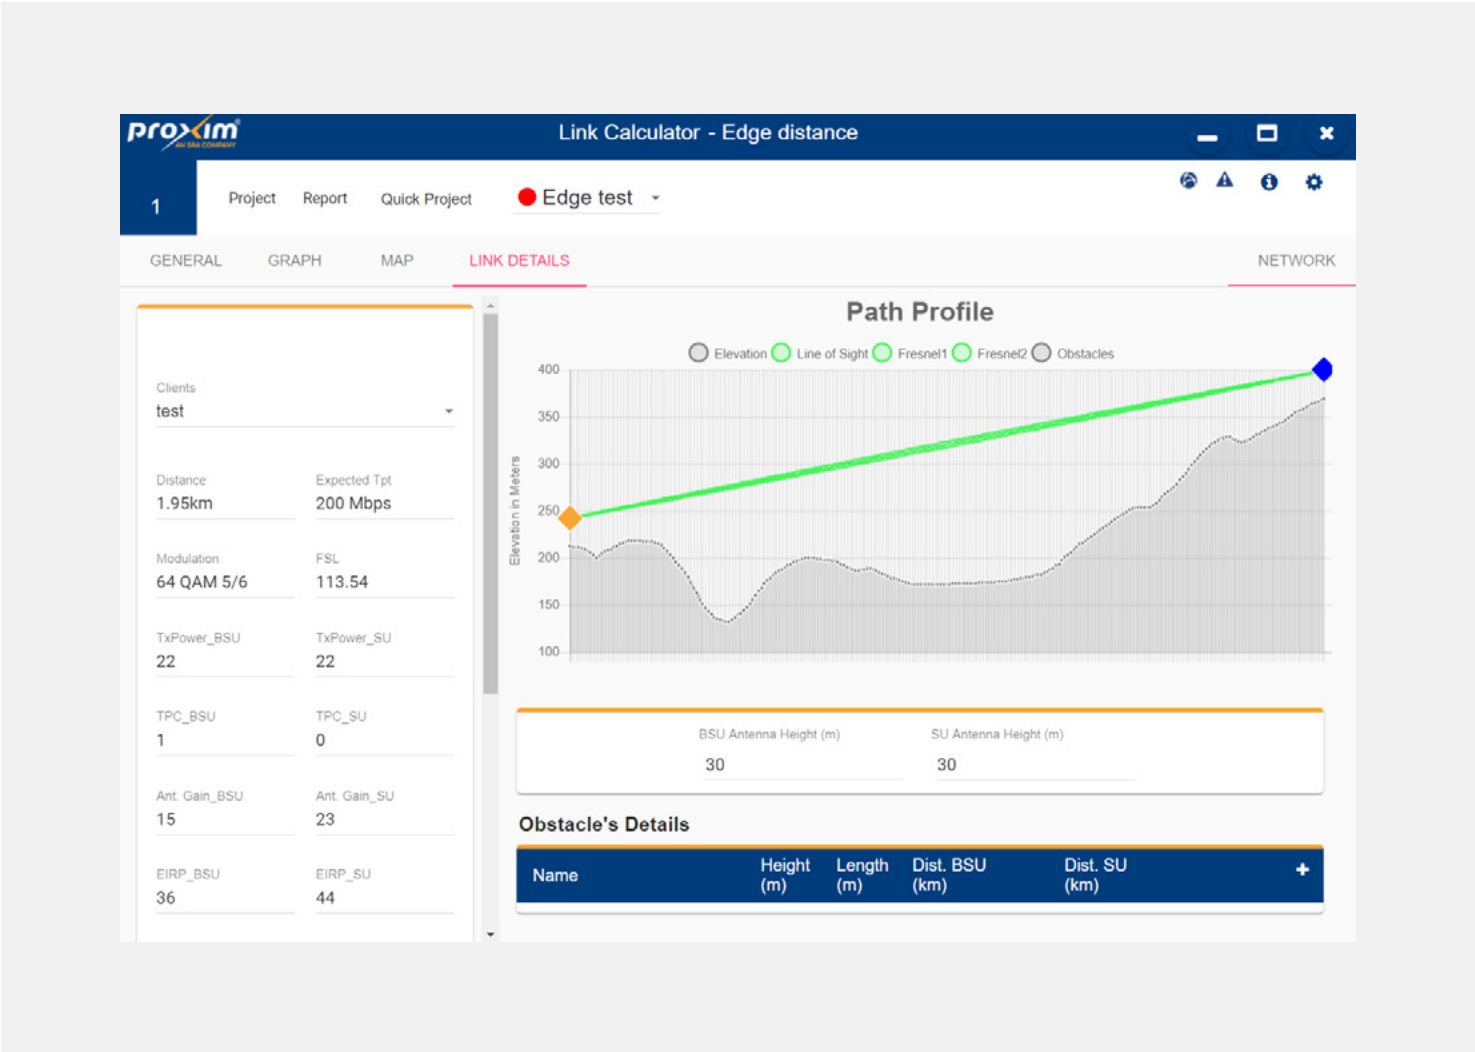 proxim
AN SRA COMPANY
Link Calculator - Edge distance
1
Project Report Quick Project Edge test
GENERAL GRAPH MAP LINK DETAILS NETWORK
Clients
test
Distance Expected Tpt
1.95km 200 Mbps
Modulation FSL
64 QAM 5/6 113.54
TxPower_BSU TxPower_SU
22 22
TPC_BSU TPC_SU
1 0
Ant. Gain_BSU Ant. Gain_SU
15 23
EIRP_BSU EIRP_SU
36 44
Path Profile
Elevation Line of Sight Fresnel1 Fresnel2 Obstacles
Elevation in Meters
400
350
300
250
200
150
100
BSU Antenna Height (m) SU Antenna Height (m)
30 30
Obstacle's Details
Name Height (m) Length (m) Dist. BSU (km) Dist. SU (km) +